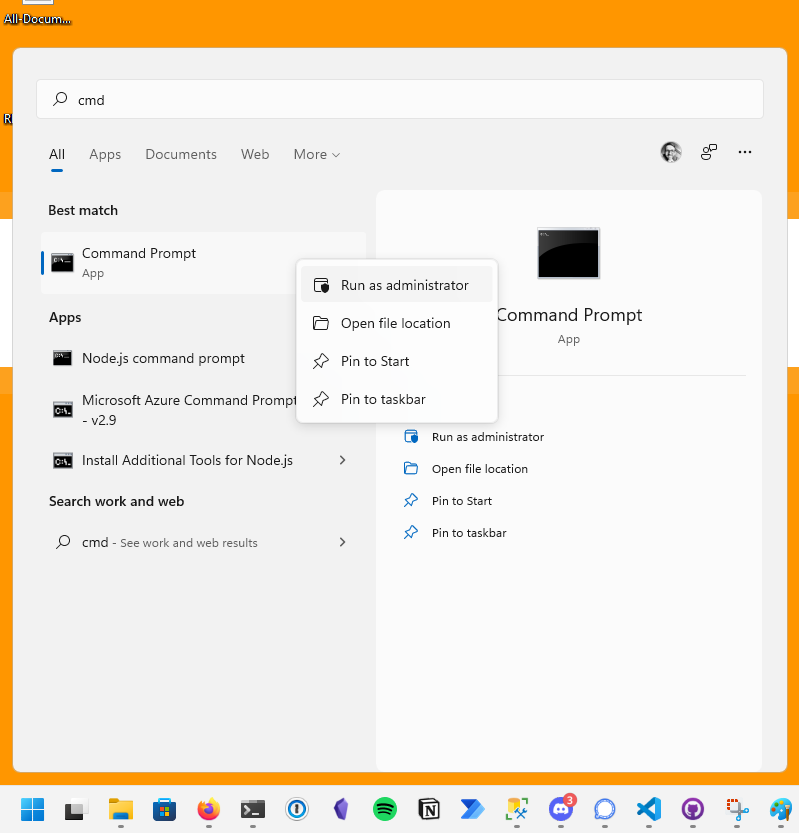 All-Docum...
cmd
All Apps Documents Web More
Best match
Command Prompt
App
Apps
Node.js command prompt
Microsoft Azure Command Prompt
- v2.9
Install Additional Tools for Node.js
Search work and web
cmd - See work and web results
Run as administrator
Open file location
Pin to Start
Pin to taskbar
Command Prompt
App
Run as administrator
Open file location
Pin to Start
Pin to taskbar
3